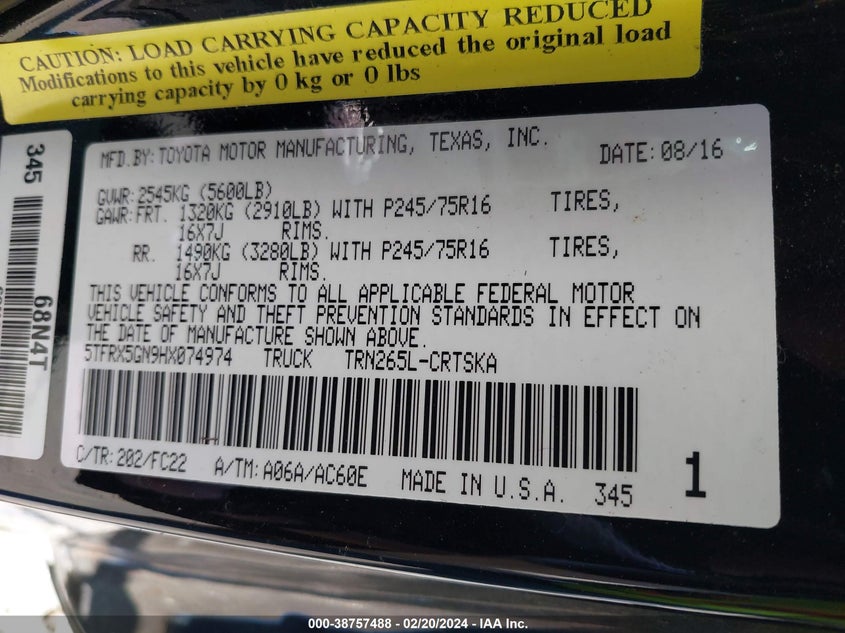 CAUTION: LOAD CARRYING CAPACITY REDUCED
Modifications to this vehicle have reduced the original load
carrying capacity by 0 kg or 0 lbs
345
68N4T
MFD.BY: TOYOTA MOTOR MANUFACTURING, TEXAS, INC. DATE: 08/16
GVWR: 2545KG (5600LB)
GAWR: FRT. 1320KG (2910LB) WITH P245/75R16 TIRES,
16X7J RIMS.
RR. 1490KG (3280LB) WITH P245/75R16 TIRES,
16X7J RIMS.
THIS VEHICLE CONFORMS TO ALL APPLICABLE FEDERAL MOTOR
VEHICLE SAFETY AND THEFT PREVENTION STANDARDS IN EFFECT ON
THE DATE OF MANUFACTURE SHOWN ABOVE.
5TFRX5GN9HX074974 TRUCK TRN265L-CRTSKA
C/TR: 202/FC22 A/TM: A06A/AC60E MADE IN U.S.A. 345 1
000-38757488 - 02/20/2024 - IAA Inc.